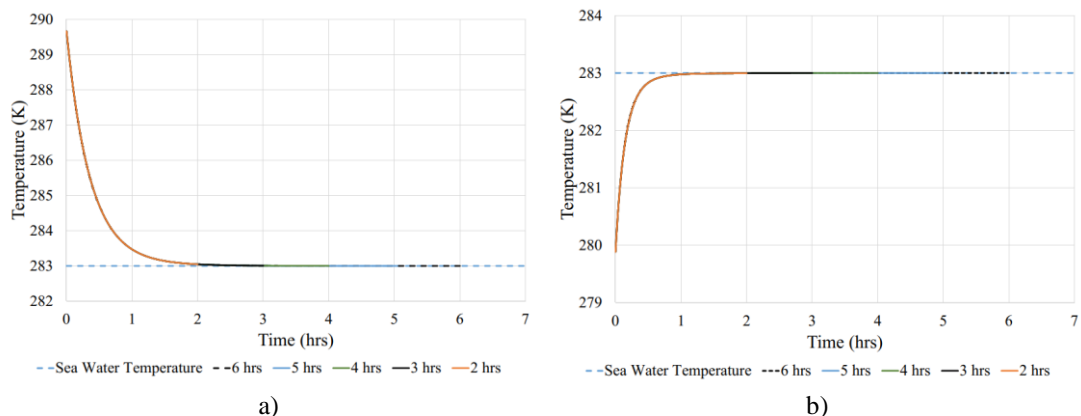 290
289
288
287
286
285
284
283
282
Temperature (K)
0 1 2 3 4 5 6 7
Time (hrs)
Sea Water Temperature 6 hrs 5 hrs 4 hrs 3 hrs 2 hrs
a)
283
282
281
280
279
Temperature (K)
0 1 2 3 4 5 6 7
Time (hrs)
Sea Water Temperature 6 hrs 5 hrs 4 hrs 3 hrs 2 hrs
b)